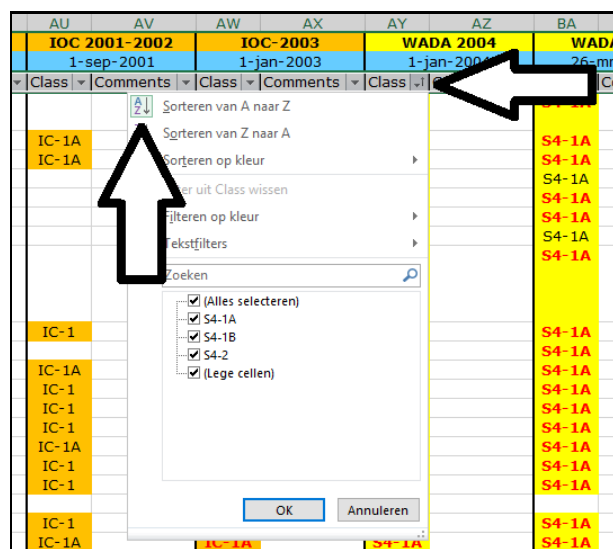 AU AV AW AX AY AZ BA
IOC 2001-2002 IOC-2003 WADA 2004
1-sep-2001 1-jan-2003
Class Comments Class Comments Class
Sorteren van A naar Z
Sorteren van Z naar A
IC-1A S4-1A
IC-1A Sorteren op kleur S4-1A
S4-1A
uit Class wissen S4-1A
Filteren op kleur S4-1A
Tekstfilters S4-1A
S4-1A
Zoeken
(Alles selecteren)
S4-1A
IC-1 S4-1B S4-1A
S4-2 S4-1A
IC-1A (Lege cellen) S4-1A
IC-1 S4-1A
IC-1 S4-1A
IC-1 S4-1A
IC-1A S4-1A
IC-1 S4-1A
IC-1 S4-1A
OK Annuleren
IC-1 S4-1A
IC-1A IC-1A S4-1A S4-1A